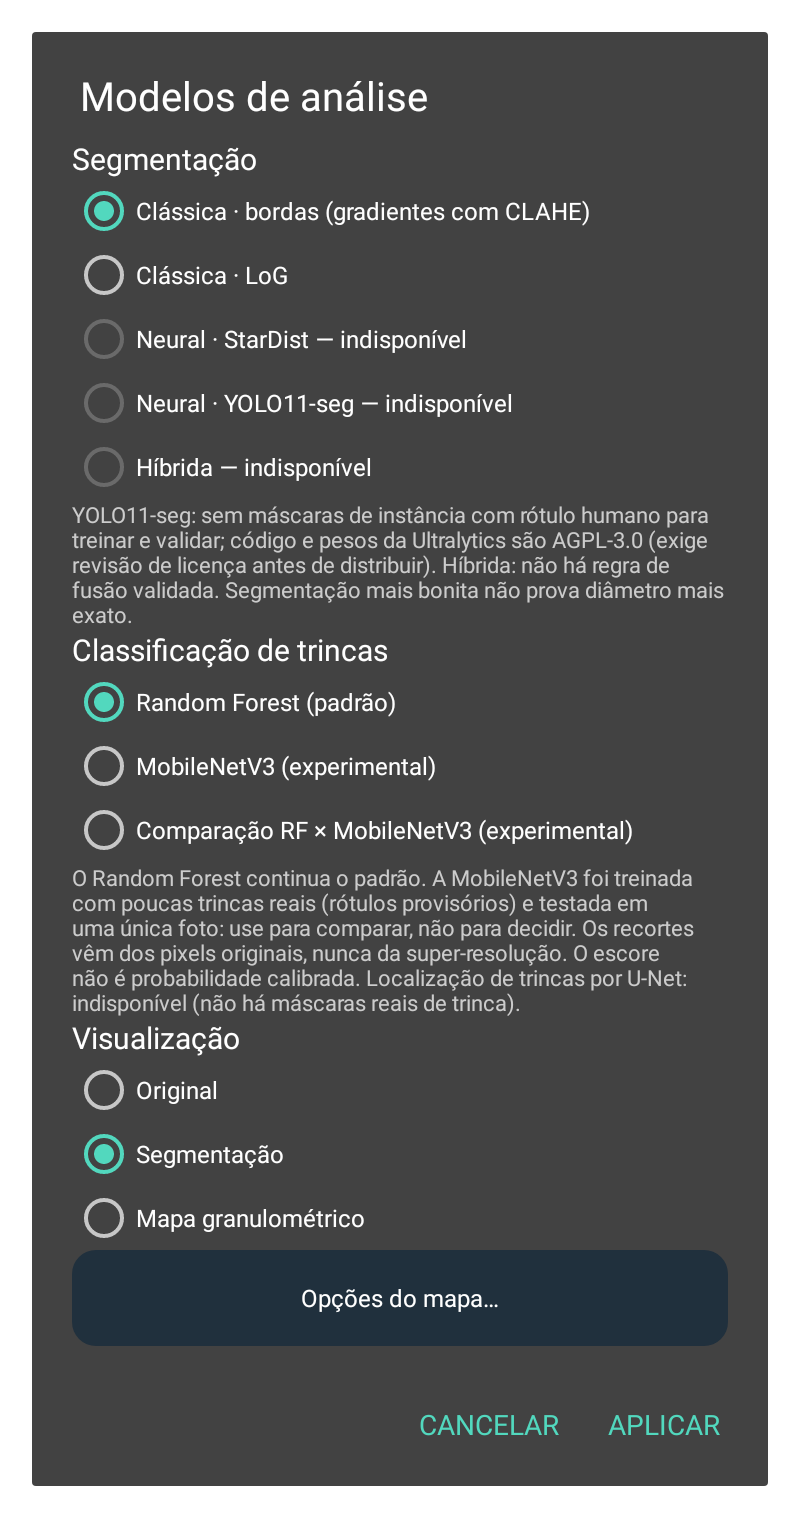 Modelos de análise
Segmentação
Clássica · bordas (gradientes com CLAHE)
Clássica · LoG
Neural · StarDist — indisponível
Neural · YOLO11-seg — indisponível
Híbrida — indisponível
YOLO11-seg: sem máscaras de instância com rótulo humano para
treinar e validar; código e pesos da Ultralytics são AGPL-3.0 (exige
revisão de licença antes de distribuir). Híbrida: não há regra de
fusão validada. Segmentação mais bonita não prova diâmetro mais
exato.
Classificação de trincas
Random Forest (padrão)
MobileNetV3 (experimental)
Comparação RF × MobileNetV3 (experimental)
O Random Forest continua o padrão. A MobileNetV3 foi treinada
com poucas trincas reais (rótulos provisórios) e testada em
uma única foto: use para comparar, não para decidir. Os recortes
vêm dos pixels originais, nunca da super-resolução. O escore
não é probabilidade calibrada. Localização de trincas por U-Net:
indisponível (não há máscaras reais de trinca).
Visualização
Original
Segmentação
Mapa granulométrico
Opções do mapa…
CANCELAR APLICAR